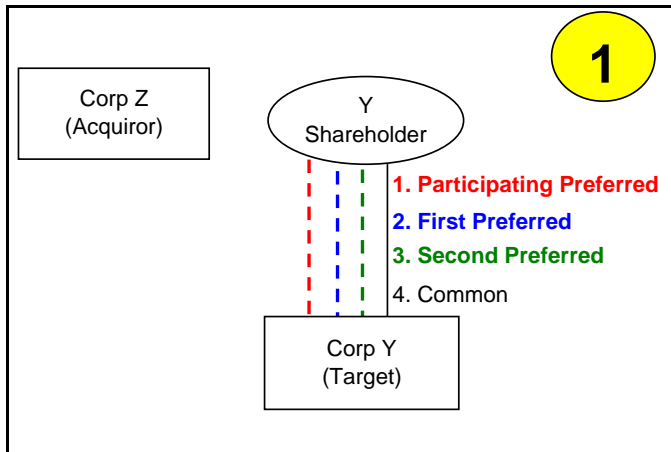 1
Corp Z
(Acquiror)
Y
Shareholder
1. Participating Preferred
2. First Preferred
3. Second Preferred
4. Common
Corp Y
(Target)